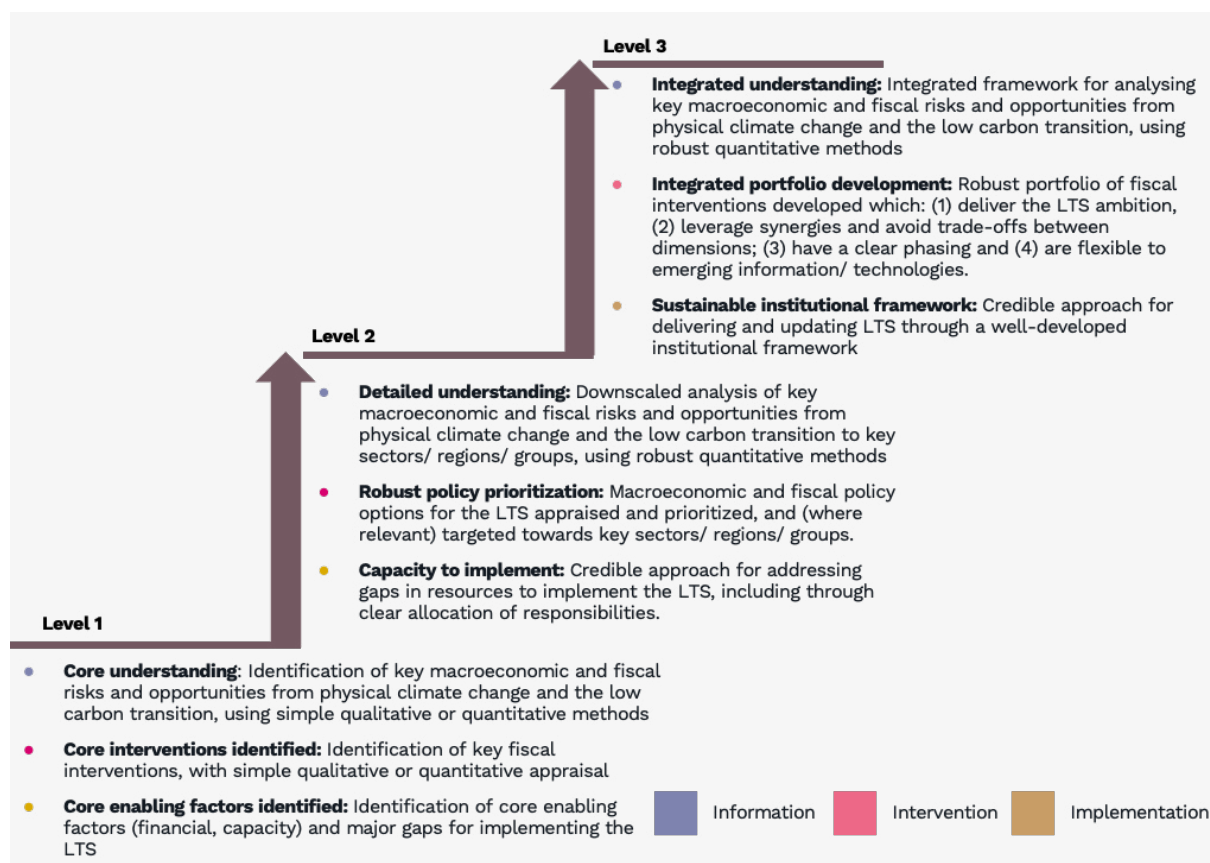 Level 3
Integrated understanding: Integrated framework for analysing
key macroeconomic and fiscal risks and opportunities from
physical climate change and the low carbon transition, using
robust quantitative methods
Integrated portfolio development: Robust portfolio of fiscal
interventions developed which: (1) deliver the LTS ambition,
(2) leverage synergies and avoid trade-offs between
dimensions; (3) have a clear phasing and (4) are flexible to
emerging information/ technologies.
Sustainable institutional framework: Credible approach for
delivering and updating LTS through a well-developed
institutional framework
Level 2
Detailed understanding: Downscaled analysis of key
macroeconomic and fiscal risks and opportunities from
physical climate change and the low carbon transition to key
sectors/ regions/ groups, using robust quantitative methods
Robust policy prioritization: Macroeconomic and fiscal policy
options for the LTS appraised and prioritized, and (where
relevant) targeted towards key sectors/ regions/ groups.
Capacity to implement: Credible approach for addressing
gaps in resources to implement the LTS, including through
clear allocation of responsibilities.
Level 1
Core understanding: Identification of key macroeconomic and fiscal
risks and opportunities from physical climate change and the low
carbon transition, using simple qualitative or quantitative methods
Core interventions identified: Identification of key fiscal
interventions, with simple qualitative or quantitative appraisal
Core enabling factors identified: Identification of core enabling
factors (financial, capacity) and major gaps for implementing the
LTS
Information
Intervention
Implementation